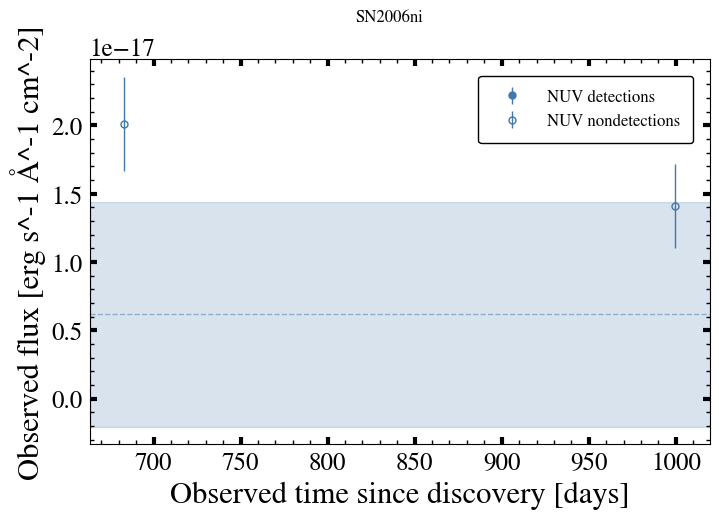 SN2006ni
1e−17
NUV detections
NUV nondetections
2.0
1.5
1.0
0.5
0.0
Observed flux [erg s^-1 Å^-1 cm^-2]
700 750 800 850 900 950 1000
Observed time since discovery [days]